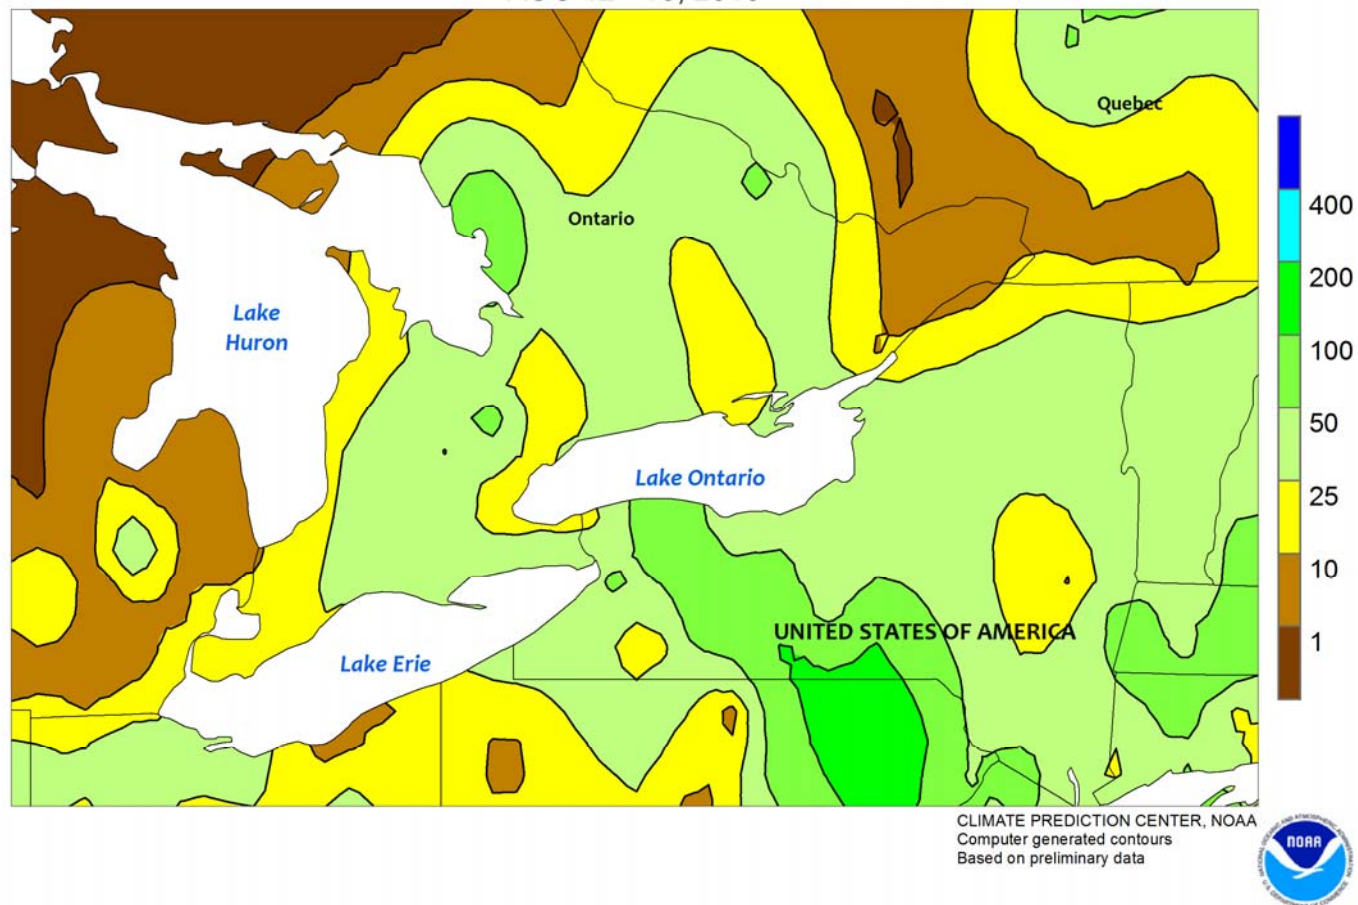 Quebec
Ontario
Lake
Huron
Lake Ontario
UNITED STATES OF AMERICA
Lake Erie
400
200
100
50
25
10
1
CLIMATE PREDICTION CENTER, NOAA
Computer generated contours
Based on preliminary data
NOAA